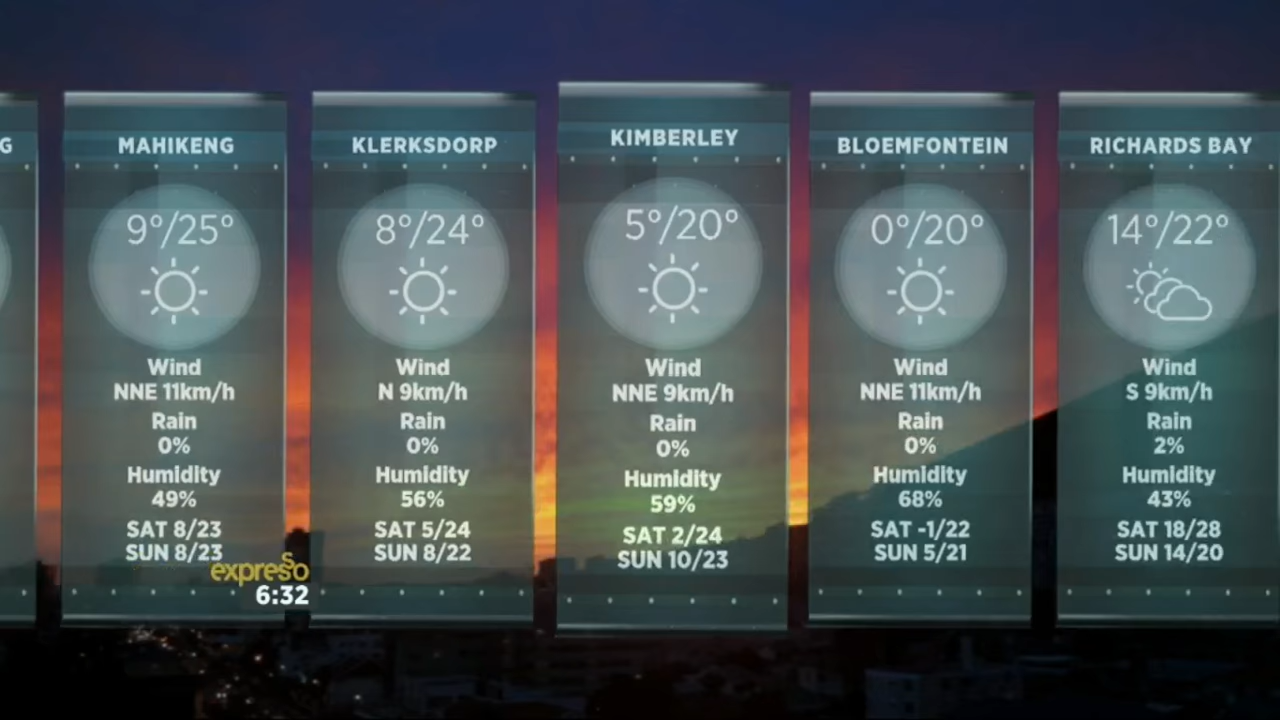 G
MAHIKENG
9°/25°
Wind
NNE 11km/h
Rain
0%
Humidity
49%
SAT 8/23
SUN 8/23
KLERKSDORP
8°/24°
Wind
N 9km/h
Rain
0%
Humidity
56%
SAT 5/24
SUN 8/22
KIMBERLEY
5°/20°
Wind
NNE 9km/h
Rain
0%
Humidity
59%
SAT 2/24
SUN 10/23
BLOEMFONTEIN
0°/20°
Wind
NNE 11km/h
Rain
0%
Humidity
68%
SAT -1/22
SUN 5/21
RICHARDS BAY
14°/22°
Wind
S 9km/h
Rain
2%
Humidity
43%
SAT 18/28
SUN 14/20
expresso
6:32